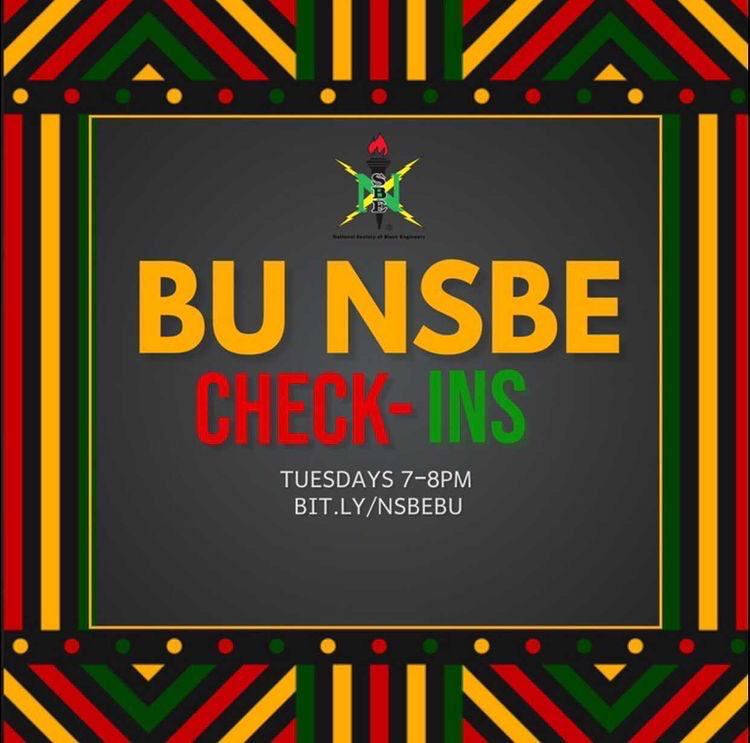 NSBE
National Society of Black Engineers
BU NSBE
CHECK- INS
TUESDAYS 7-8PM
BIT.LY/NSBEBU